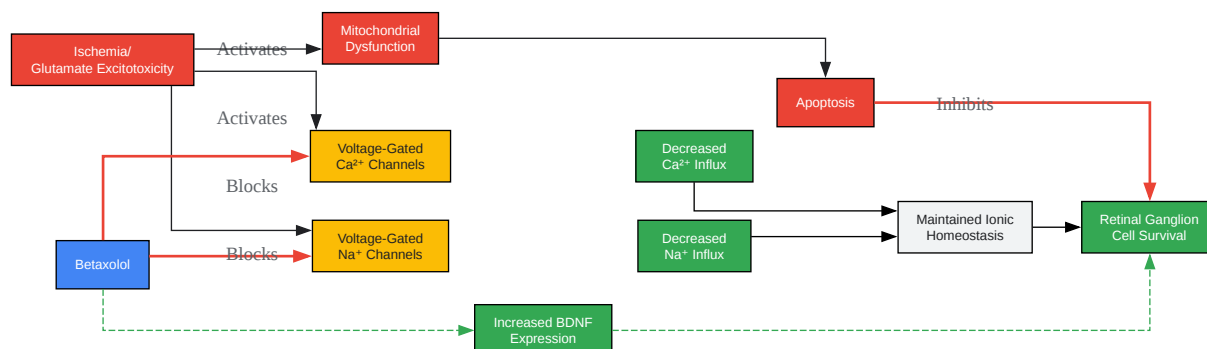 Ischemia/
Glutamate Excitotoxicity
Activates
Mitochondrial
Dysfunction
Apoptosis
Inhibits
Activates
Voltage-Gated
Ca²⁺ Channels
Decreased
Ca²⁺ Influx
Blocks
Voltage-Gated
Na⁺ Channels
Decreased
Na⁺ Influx
Maintained Ionic
Homeostasis
Retinal Ganglion
Cell Survival
Betaxolol
Blocks
Increased BDNF
Expression